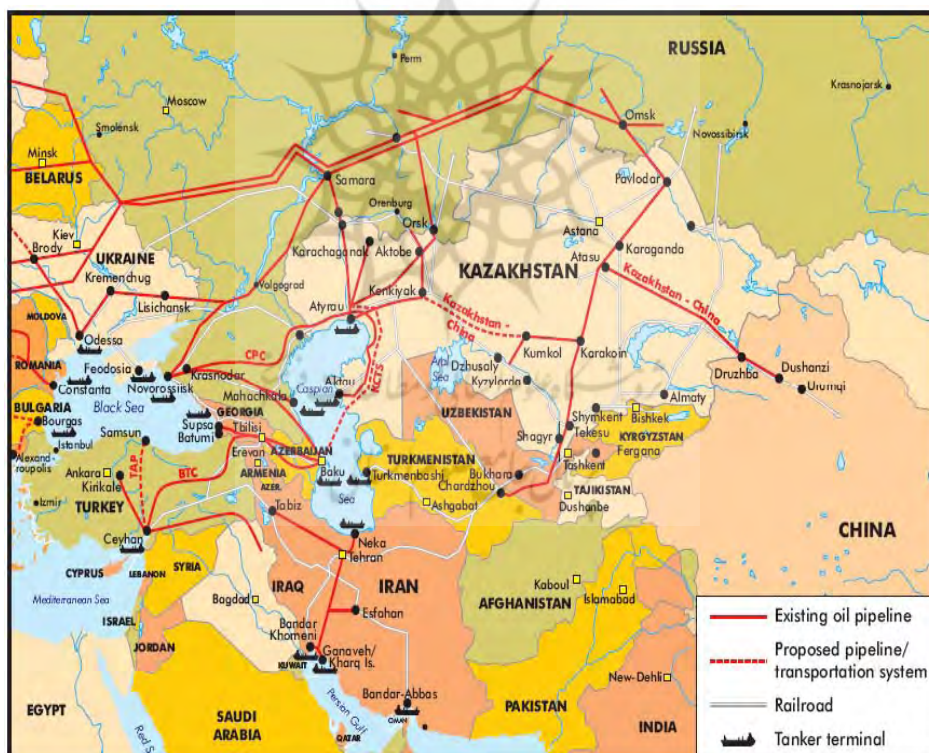 RUSSIA
Perm
Krasnojarsk
Moscow
Omsk
Smolensk
Novossibirsk
Minsk
BELARUS
Samara
Pavlodar
Orenburg
Orsk
Astana
Kiev
Brody
UKRAINE
Karachaganak
Aktobe
Atasu
Karaganda
Kremenchug
KAZAKHSTAN
Lisichansk
Volgograd
Kenkiyak
Kazakhstan - China
MOLDOVA
Atyrau
Kazakhstan -
China
Odessa
Kumkol
Karakoin
ROMANIA
CPC
KCTS
Aral
Sea
Dzhusaly
Druzhba
Dushanzi
Feodosia
Krasnodar
Aktau
Kyzylorda
Urumqi
Constanta
Novorossiisk
Caspian
Almaty
Mahachkala
BULGARIA
Black Sea
GEORGIA
UZBEKISTAN
Shymkent
Bishkek
Bourgas
Supsa
Tbilisi
Tekesu
KYRGYZSTAN
Istanbul
Samsun
Batumi
Erevan
AZERBAIJAN
Shagyr
Fergana
Alexand-
roupolis
TAP
BTC
ARMENIA
Baku
TURKMENISTAN
Turkmenbashi
Bukhara
Tashkent
Ankara
Kirikale
AZER.
Chardzhou
TAJIKISTAN
Izmir
TURKEY
Tabiz
Sea
Ashgabat
Dushanbe
CHINA
Ceyhan
Neka
Tehran
CYPRUS
LEBANON
SYRIA
IRAQ
IRAN
Kaboul
Islamabad
Mediterranean Sea
Bagdad
AFGHANISTAN
ISRAEL
Esfahan
Bandar
Khomeni
JORDAN
KUWAIT
Ganaveh/
Kharq Is.
New-Dehli
Bandar-Abbas
PAKISTAN
EGYPT
SAUDI
ARABIA
Persian Gulf
OMAN
INDIA
Red S
QATAR
Existing oil pipeline
Proposed pipeline/
transportation system
Railroad
Tanker terminal